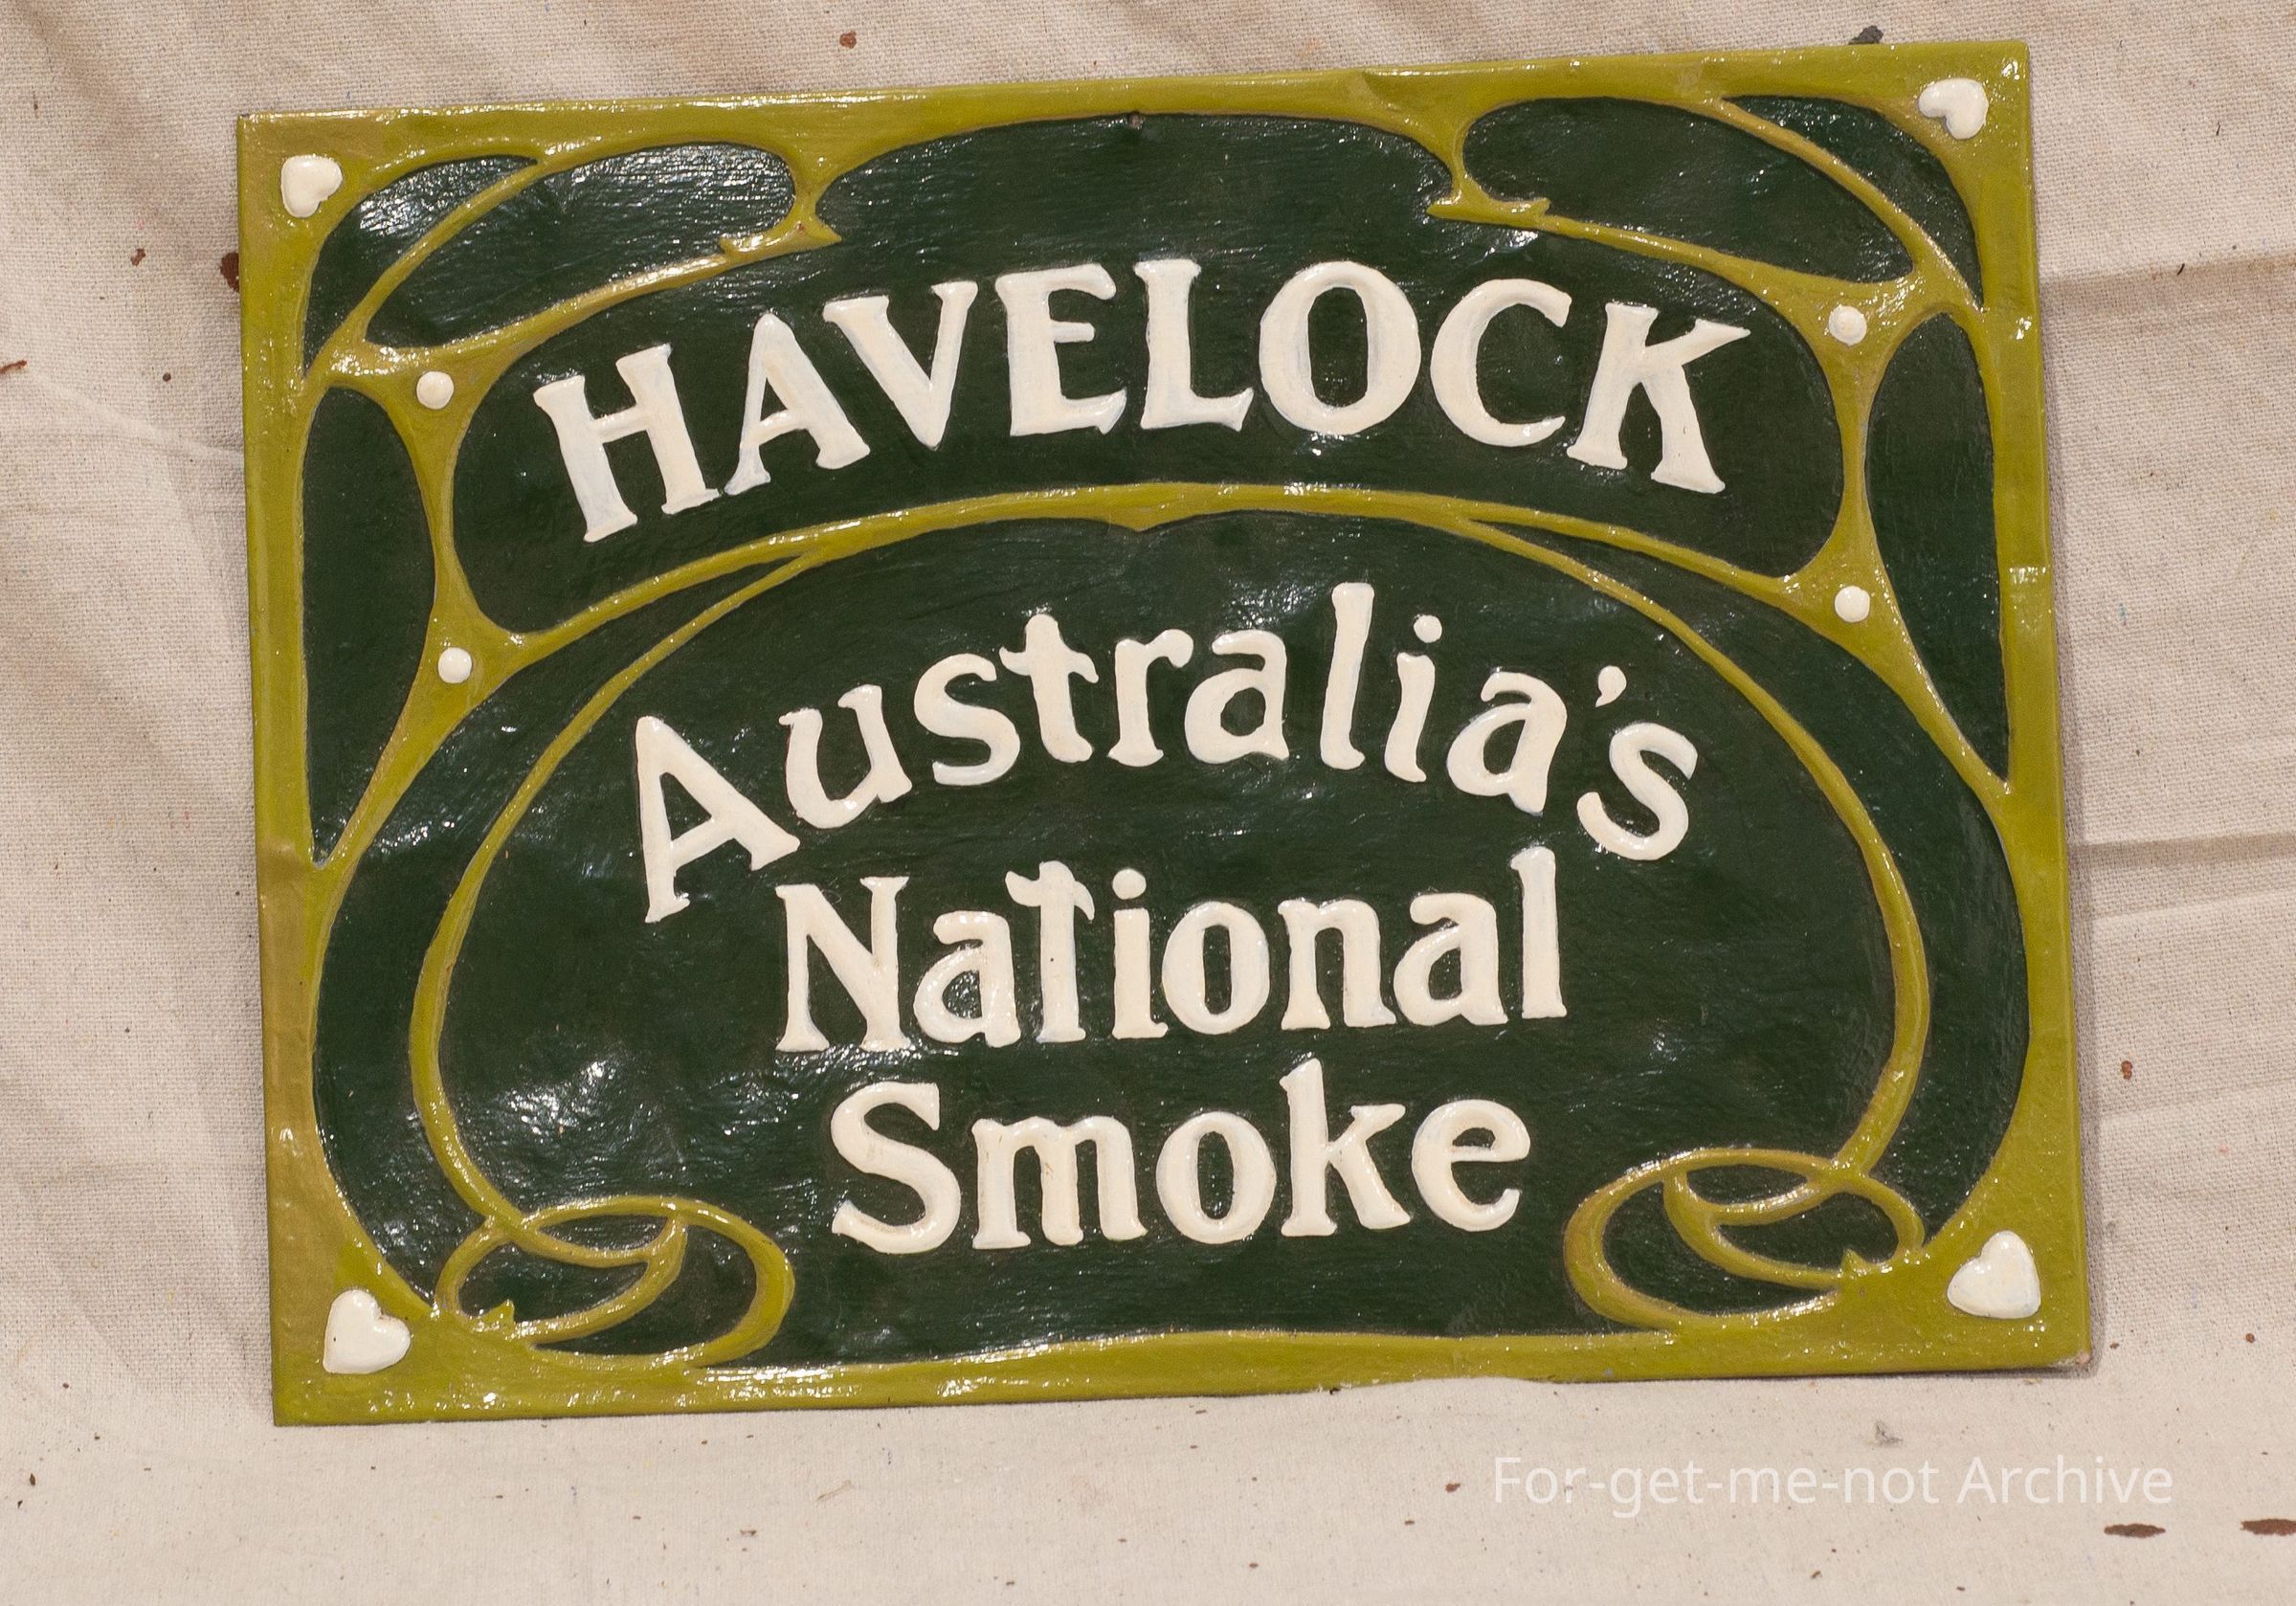 HAVELOCK
Australia's
National
Smoke
For-get-me-not Archive